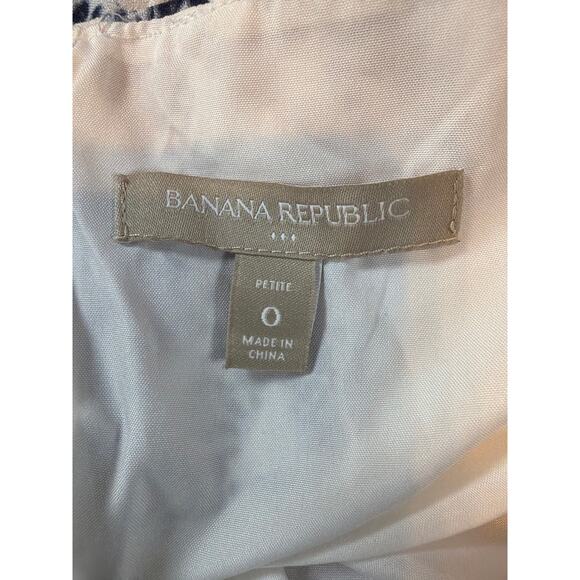 BANANA REPUBLIC
PETITE
0
MADE IN
CHINA